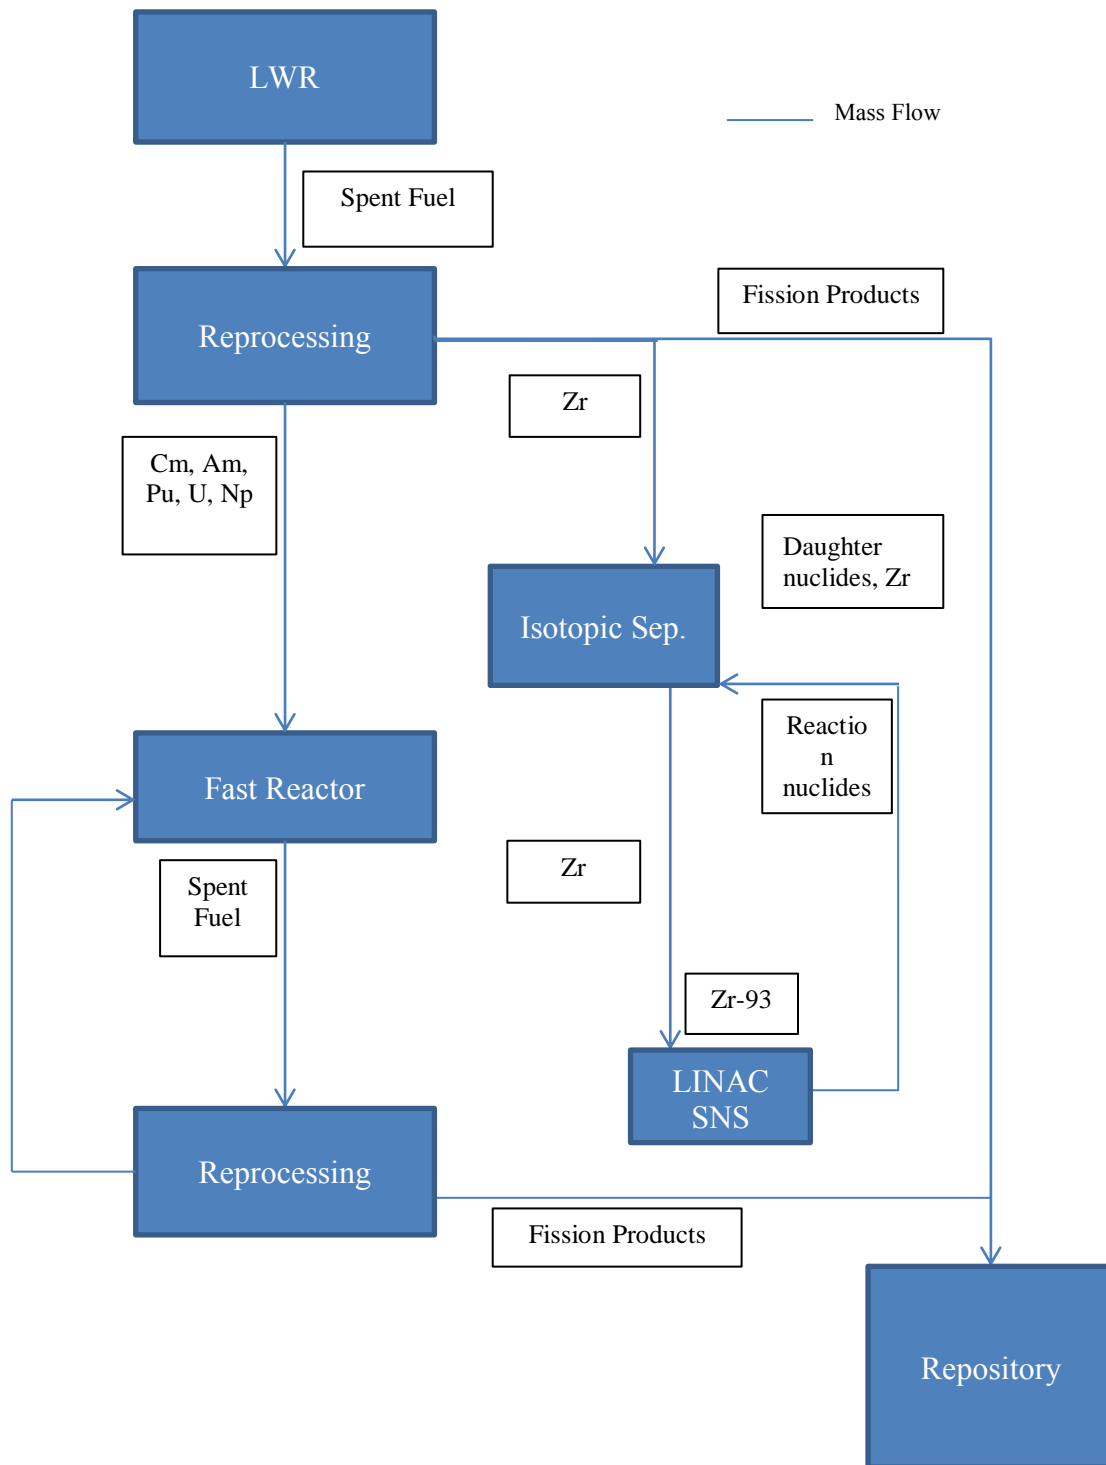 LWR
Mass Flow
Spent Fuel
Fission Products
Reprocessing
Zr
Cm, Am,
Pu, U, Np
Daughter
nuclides, Zr
Isotopic Sep.
Reactio
n
nuclides
Fast Reactor
Zr
Spent
Fuel
Zr-93
LINAC
SNS
Reprocessing
Fission Products
Repository